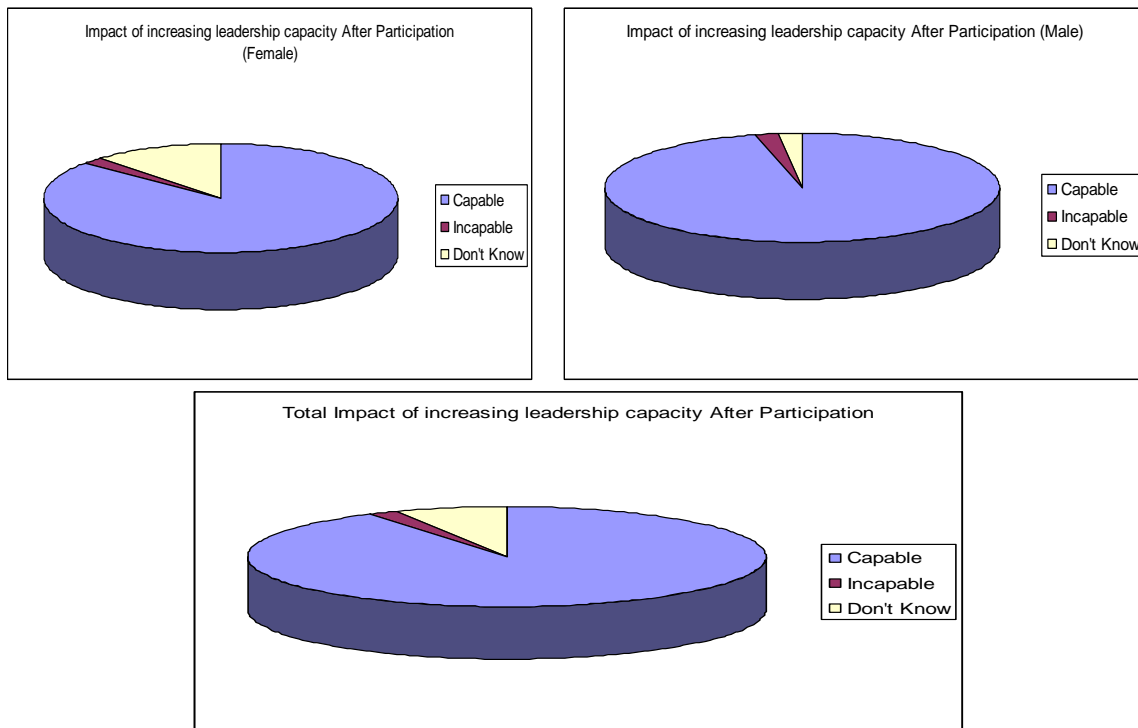 Impact of increasing leadership capacity After Participation
(Female)
Capable
Incapable
Don't Know
Impact of increasing leadership capacity After Participation (Male)
Capable
Incapable
Don't Know
Total Impact of increasing leadership capacity After Participation
Capable
Incapable
Don't Know